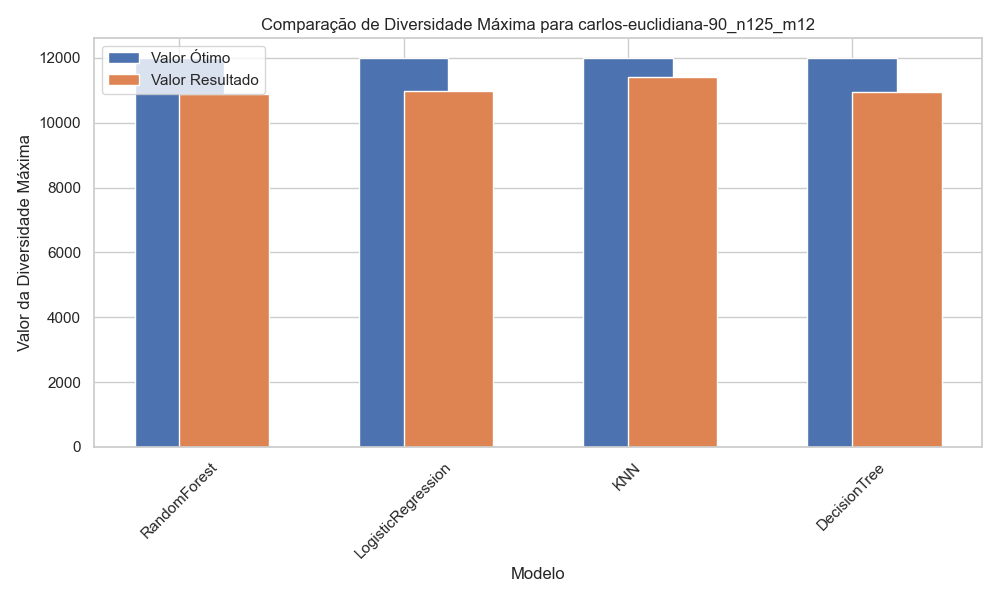 Comparação de Diversidade Máxima para carlos-euclidiana-90_n125_m12
Valor Ótimo
Valor Resultado
12000
10000
8000
6000
4000
2000
0
Valor da Diversidade Máxima
RandomForest
LogisticRegression
KNN
DecisionTree
Modelo